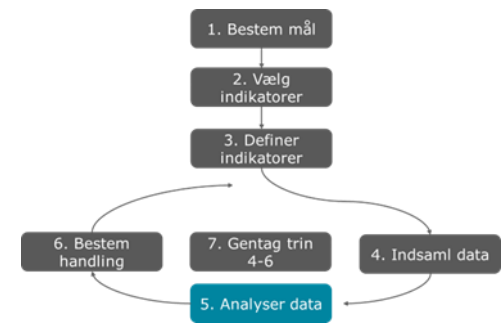 1. Bestem mål
2. Vælg
indikatorer
3. Definer
indikatorer
6. Bestem
handling
7. Gentag trin
4-6
4. Indsaml data
5. Analyser data